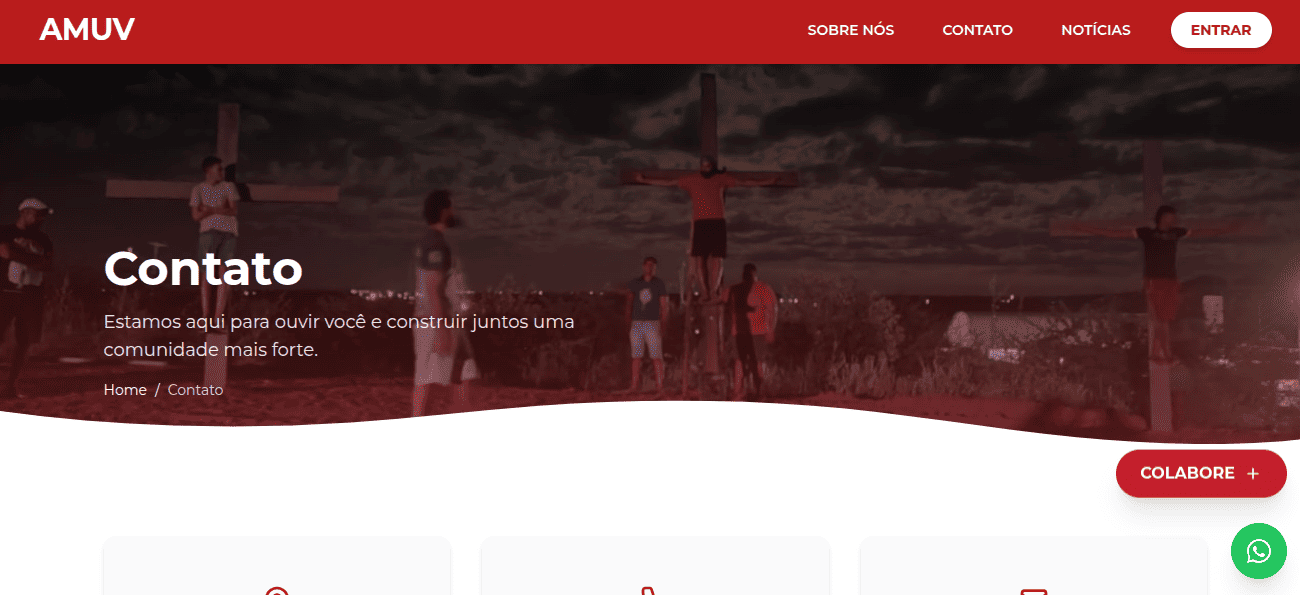 AMUV
SOBRE NÓS
CONTATO
NOTÍCIAS
ENTRAR
Contato
Estamos aqui para ouvir você e construir juntos uma
comunidade mais forte.
Home / Contato
COLABORE +